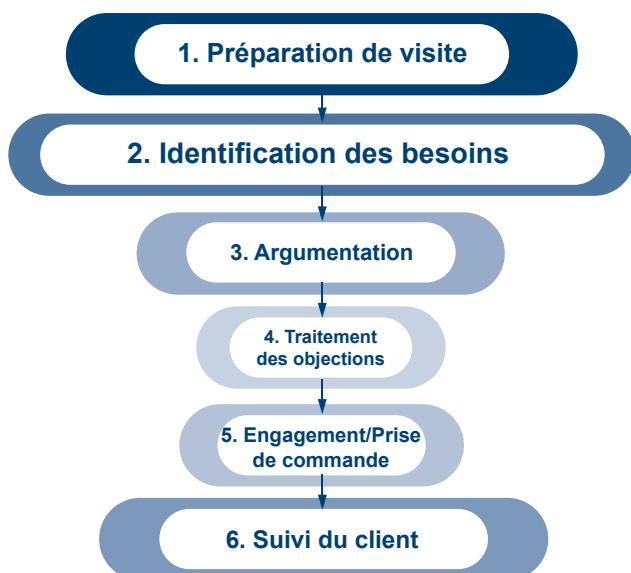 1. Préparation de visite
2. Identification des besoins
3. Argumentation
4. Traitement
des objections
5. Engagement/Prise
de commande
6. Suivi du client